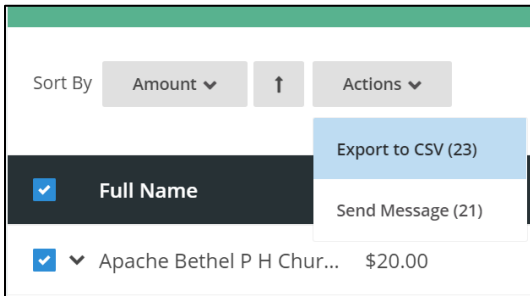 Sort By Amount Actions
Export to CSV (23)
Full Name
Send Message (21)
Apache Bethel P H Chur... $20.00